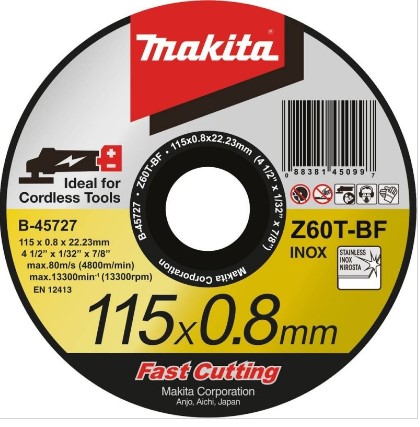 Makita
115x0.8x22.23mm (4 1/2" x 1/32" x 7/8")
B-45727 • Z60T-BF •
Makita Corporation
0 88381 45099 7
Ideal for
Cordless Tools
B-45727
115 x 0.8 x 22.23mm
4 1/2" x 1/32" x 7/8"
max.80m/s (4800m/min)
max.13300min⁻¹ (13300rpm)
EN 12413
Z60T-BF
INOX
STAINLESS
INOX
NIROSTA
115x0.8mm
Fast Cutting
Makita Corporation
Anjo, Aichi, Japan